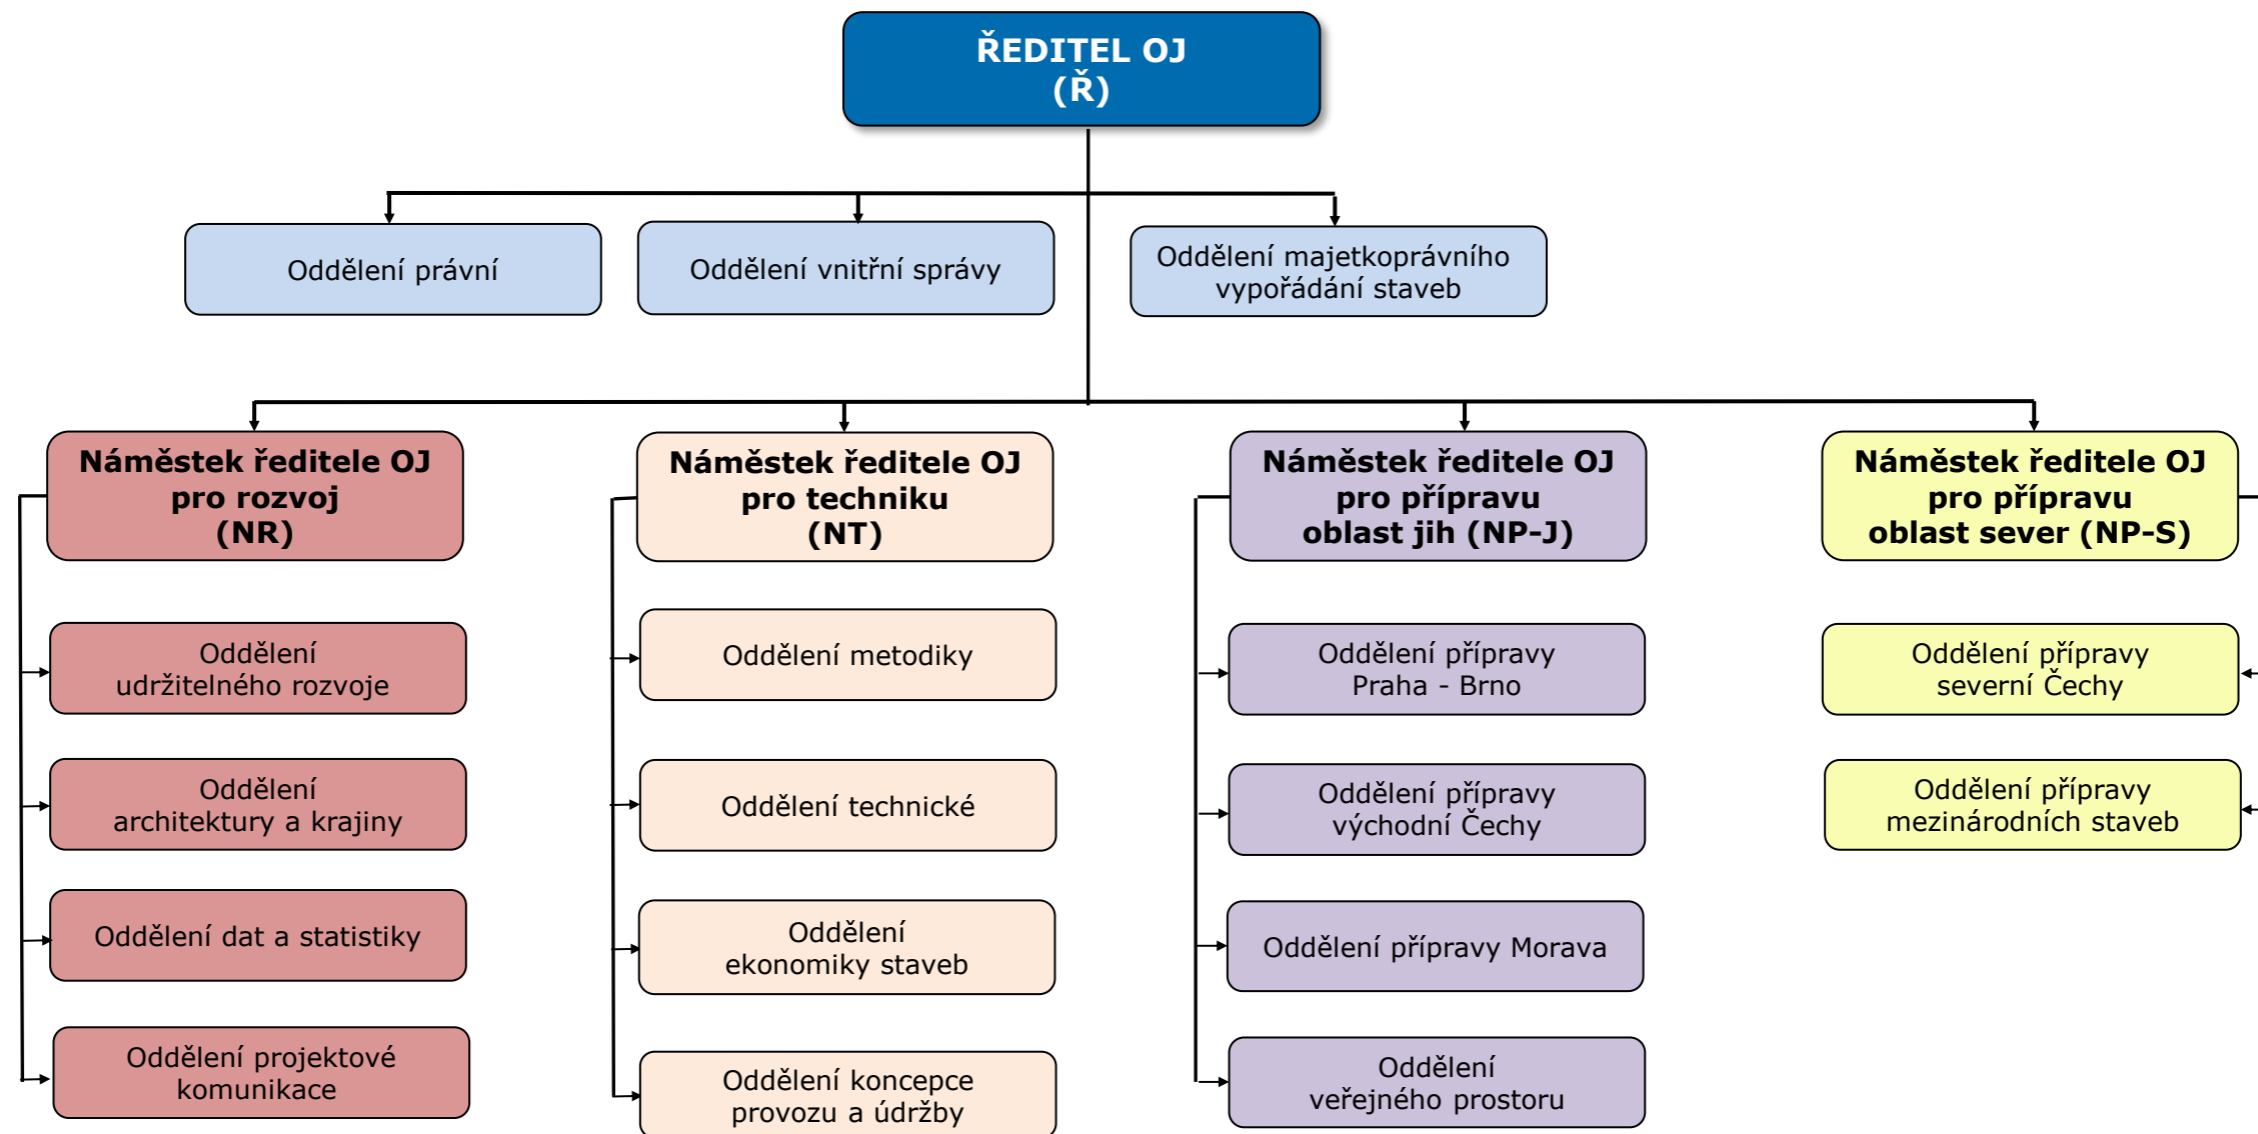 ŘEDITEL OJ
(Ř)
Oddělení právní
Oddělení vnitřní správy
Oddělení majetkoprávního
vypořádání staveb
Náměstek ředitele OJ
pro rozvoj
(NR)
Náměstek ředitele OJ
pro techniku
(NT)
Náměstek ředitele OJ
pro přípravu
oblast jih (NP-J)
Náměstek ředitele OJ
pro přípravu
oblast sever (NP-S)
Oddělení
udržitelného rozvoje
Oddělení
architektury a krajiny
Oddělení dat a statistiky
Oddělení projektové
komunikace
Oddělení metodiky
Oddělení technické
Oddělení
ekonomiky staveb
Oddělení koncepce
provozu a údržby
Oddělení přípravy
Praha - Brno
Oddělení přípravy
východní Čechy
Oddělení přípravy Morava
Oddělení
veřejného prostoru
Oddělení přípravy
severní Čechy
Oddělení přípravy
mezinárodních staveb